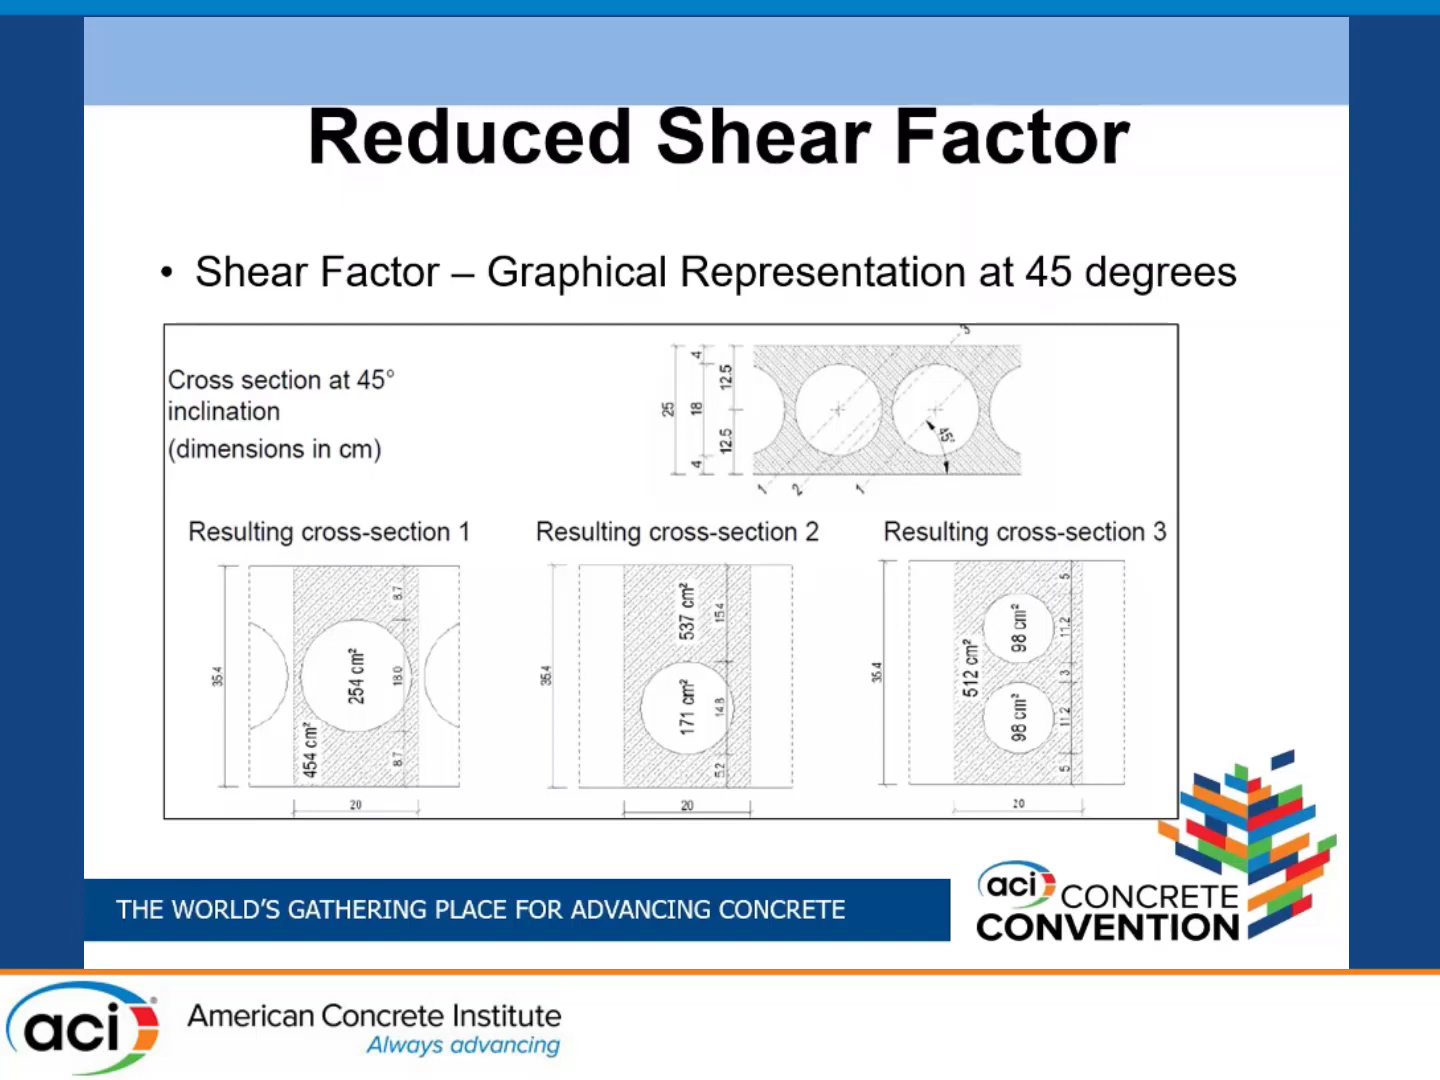 Reduced Shear Factor
• Shear Factor – Graphical Representation at 45 degrees
Cross section at 45°
inclination
(dimensions in cm)
25
4
18
4
12.5
12.5
45°
3
1
2
1
Resulting cross-section 1
Resulting cross-section 2
Resulting cross-section 3
35.4
254 cm²
454 cm²
8.7
18.0
8.7
20
35.4
537 cm²
171 cm²
15.4
14.8
5.2
20
35.4
512 cm²
98 cm²
98 cm²
5
11.2
3
11.2
5
20
THE WORLD'S GATHERING PLACE FOR ADVANCING CONCRETE
aci CONCRETE
CONVENTION
aci
American Concrete Institute
Always advancing